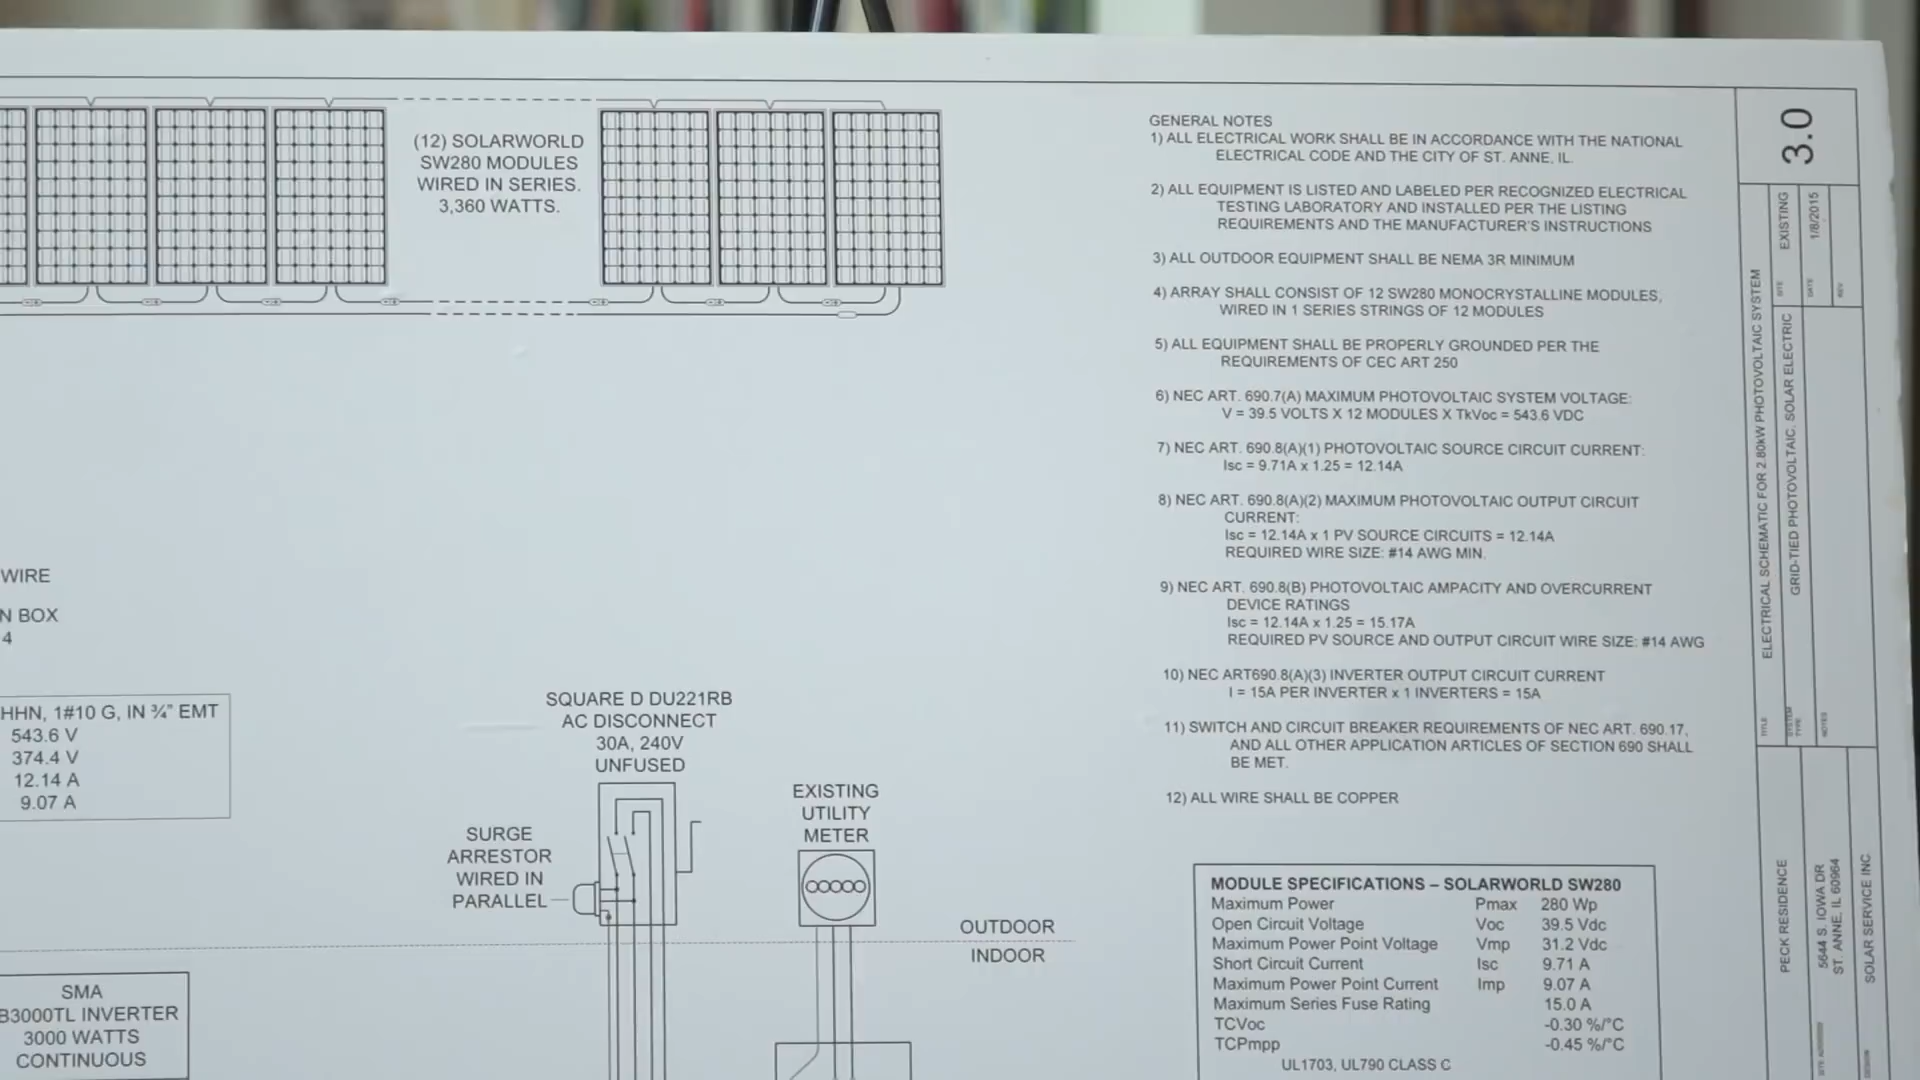 (12) SOLARWORLD
SW280 MODULES
WIRED IN SERIES.
3,360 WATTS.
WIRE
N BOX
4
HHN, 1#10 G, IN ¾" EMT
543.6 V
374.4 V
12.14 A
9.07 A
SQUARE D DU221RB
AC DISCONNECT
30A, 240V
UNFUSED
SURGE
ARRESTOR
WIRED IN
PARALLEL
EXISTING
UTILITY
METER
OUTDOOR
INDOOR
SMA
B3000TL INVERTER
3000 WATTS
CONTINUOUS
GENERAL NOTES
1) ALL ELECTRICAL WORK SHALL BE IN ACCORDANCE WITH THE NATIONAL
ELECTRICAL CODE AND THE CITY OF ST. ANNE, IL.
2) ALL EQUIPMENT IS LISTED AND LABELED PER RECOGNIZED ELECTRICAL
TESTING LABORATORY AND INSTALLED PER THE LISTING
REQUIREMENTS AND THE MANUFACTURER'S INSTRUCTIONS
3) ALL OUTDOOR EQUIPMENT SHALL BE NEMA 3R MINIMUM
4) ARRAY SHALL CONSIST OF 12 SW280 MONOCRYSTALLINE MODULES,
WIRED IN 1 SERIES STRINGS OF 12 MODULES
5) ALL EQUIPMENT SHALL BE PROPERLY GROUNDED PER THE
REQUIREMENTS OF CEC ART 250
6) NEC ART. 690.7(A) MAXIMUM PHOTOVOLTAIC SYSTEM VOLTAGE:
V = 39.5 VOLTS X 12 MODULES X TkVoc = 543.6 VDC
7) NEC ART. 690.8(A)(1) PHOTOVOLTAIC SOURCE CIRCUIT CURRENT:
Isc = 9.71A x 1.25 = 12.14A
8) NEC ART. 690.8(A)(2) MAXIMUM PHOTOVOLTAIC OUTPUT CIRCUIT
CURRENT:
Isc = 12.14A x 1 PV SOURCE CIRCUITS = 12.14A
REQUIRED WIRE SIZE: #14 AWG MIN.
9) NEC ART. 690.8(B) PHOTOVOLTAIC AMPACITY AND OVERCURRENT
DEVICE RATINGS
Isc = 12.14A x 1.25 = 15.17A
REQUIRED PV SOURCE AND OUTPUT CIRCUIT WIRE SIZE: #14 AWG
10) NEC ART690.8(A)(3) INVERTER OUTPUT CIRCUIT CURRENT
I = 15A PER INVERTER x 1 INVERTERS = 15A
11) SWITCH AND CIRCUIT BREAKER REQUIREMENTS OF NEC ART. 690.17,
AND ALL OTHER APPLICATION ARTICLES OF SECTION 690 SHALL
BE MET.
12) ALL WIRE SHALL BE COPPER
MODULE SPECIFICATIONS – SOLARWORLD SW280
Maximum Power Pmax 280 Wp
Open Circuit Voltage Voc 39.5 Vdc
Maximum Power Point Voltage Vmp 31.2 Vdc
Short Circuit Current Isc 9.71 A
Maximum Power Point Current Imp 9.07 A
Maximum Series Fuse Rating 15.0 A
TCVoc -0.30 %/°C
TCPmpp -0.45 %/°C
UL1703, UL790 CLASS C
3.0
SITE EXISTING
DATE 1/8/2015
REV
TITLE ELECTRICAL SCHEMATIC FOR 2.80kW PHOTOVOLTAIC SYSTEM
SYSTEM TYPE GRID-TIED PHOTOVOLTAIC, SOLAR ELECTRIC
NOTES
PECK RESIDENCE
SITE ADDRESS 5644 S. IOWA DR
ST. ANNE, IL 60964
DESIGN SOLAR SERVICE INC.